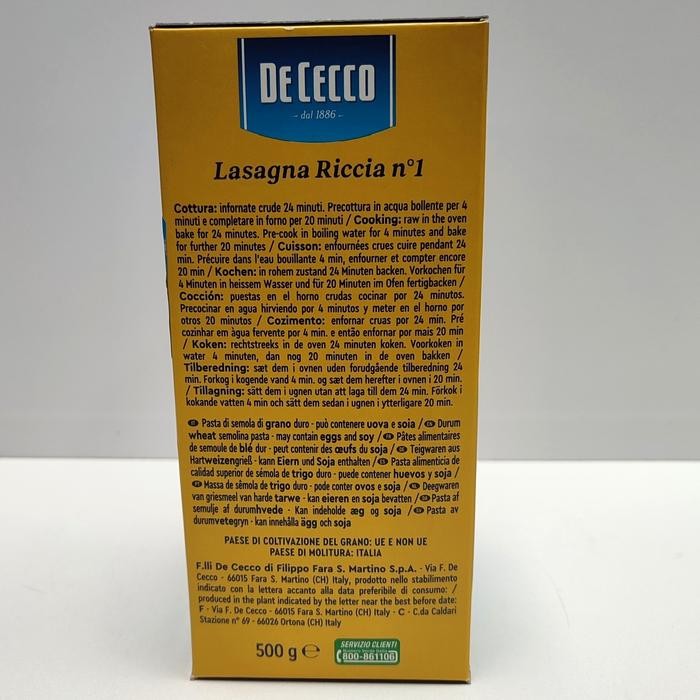 DE CECCO
dal 1886
Lasagna Riccia n°1
Cottura: infornate crude 24 minuti. Precottura in acqua bollente per 4
minuti e completare in forno per 20 minuti / Cooking: raw in the oven
bake for 24 minutes. Pre-cook in boiling water for 4 minutes and bake
for further 20 minutes / Cuisson: enfournées crues cuire pendant 24
min. Précuire dans l'eau bouillante 4 min, enfourner et compter encore
20 min / Kochen: in rohem zustand 24 Minuten backen. Vorkochen für
4 Minuten in heissem Wasser und für 20 Minuten im Ofen fertigbacken /
Cocción: puestas en el horno crudas cocinar por 24 minutos.
Precocinar en agua hirviendo por 4 minutos y meter en el horno por
otros 20 minutos / Cozimento: enfornar cruas por 24 min. Pré
cozinhar em àgua fervente por 4 min. e então enfornar por mais 20 min
/ Koken: rechtstreeks in de oven 24 minuten koken. Voorkoken in
water 4 minuten, dan nog 20 minuten in de oven bakken /
Tilberedning: sæt dem i ovnen uden forudgående tilberedning 24
min. Forkog i kogende vand 4 min. og sæt dem herefter i ovnen i 20 min.
/ Tillagning: sätt dem i ugnen utan att laga till dem 24 min. Förkok i
kokande vatten 4 min och sätt dem sedan i ugnen i ytterligare 20 min.
IT Pasta di semola di grano duro - può contenere uova e soia / EN Durum
wheat semolina pasta - may contain eggs and soy / FR Pâtes alimentaires
de semoule de blé dur - peut contenir des œufs du soja / DE Teigwaren aus
Hartweizengrieß - kann Eiern und Soja enthalten / ES Pasta alimenticia de
calidad superior de sémola de trigo duro - puede contener huevos y soja /
PT Massa de sêmola de trigo duro - pode conter ovos e soja / NL Deegwaren
van griesmeel van harde tarwe - kan eieren en soja bevatten / DA Pasta af
semulje af durumhvede - Kan indeholde æg og soja / SV Pasta av
durumvetegryn - kan innehålla ägg och soja
PAESE DI COLTIVAZIONE DEL GRANO: UE E NON UE
PAESE DI MOLITURA: ITALIA
F.lli De Cecco di Filippo Fara S. Martino S.p.A. - Via F. De
Cecco - 66015 Fara S. Martino (CH) Italy, prodotto nello stabilimento
indicato con la lettera accanto alla data preferibile di consumo: /
produced in the plant indicated by the letter near the best before date:
F - Via F. De Cecco - 66015 Fara S. Martino (CH) Italy - C - C.da Caldari
Stazione n° 69 - 66026 Ortona (CH) Italy
500 g ℮
SERVIZIO CLIENTI
800-861106